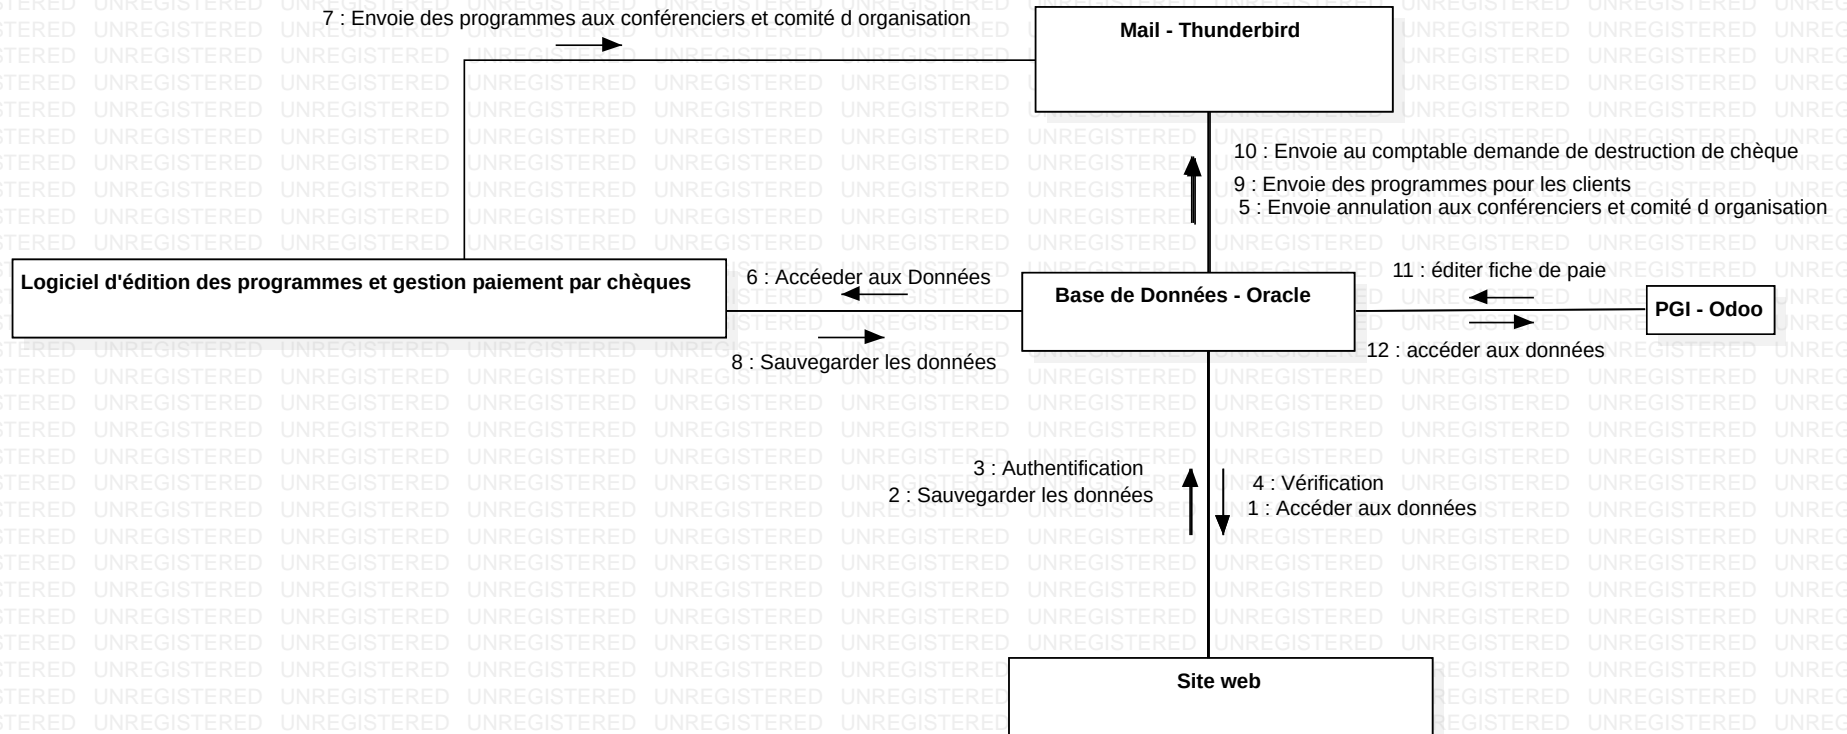 7 : Envoie des programmes aux conférenciers et comité d organisation
Mail - Thunderbird
10 : Envoie au comptable demande de destruction de chèque
9 : Envoie des programmes pour les clients
5 : Envoie annulation aux conférenciers et comité d organisation
Logiciel d'édition des programmes et gestion paiement par chèques
6 : Accéeder aux Données
8 : Sauvegarder les données
Base de Données - Oracle
11 : éditer fiche de paie
12 : accéder aux données
PGI - Odoo
3 : Authentification
2 : Sauvegarder les données
4 : Vérification
1 : Accéder aux données
Site web
UNREGISTERED